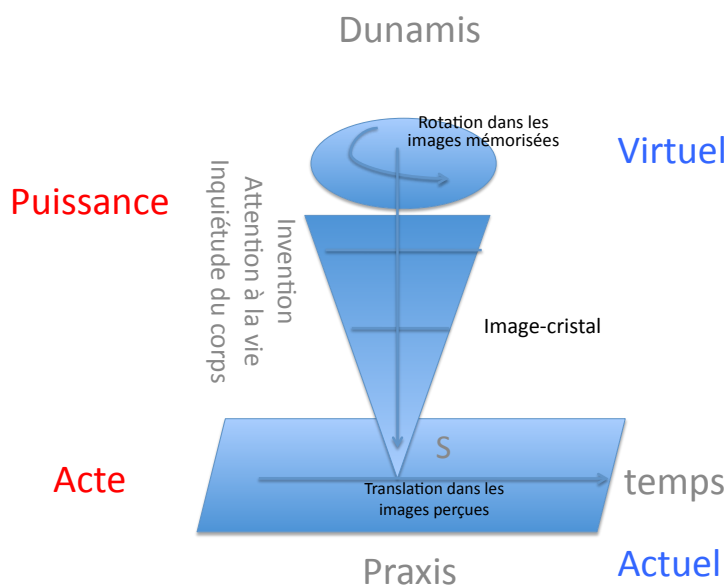 Dunamis
Rotation dans les
images mémorisées
Virtuel
Puissance
Invention
Attention à la vie
Inquiétude du corps
Image-cristal
S
Acte
temps
Translation dans les
images perçues
Praxis
Actuel